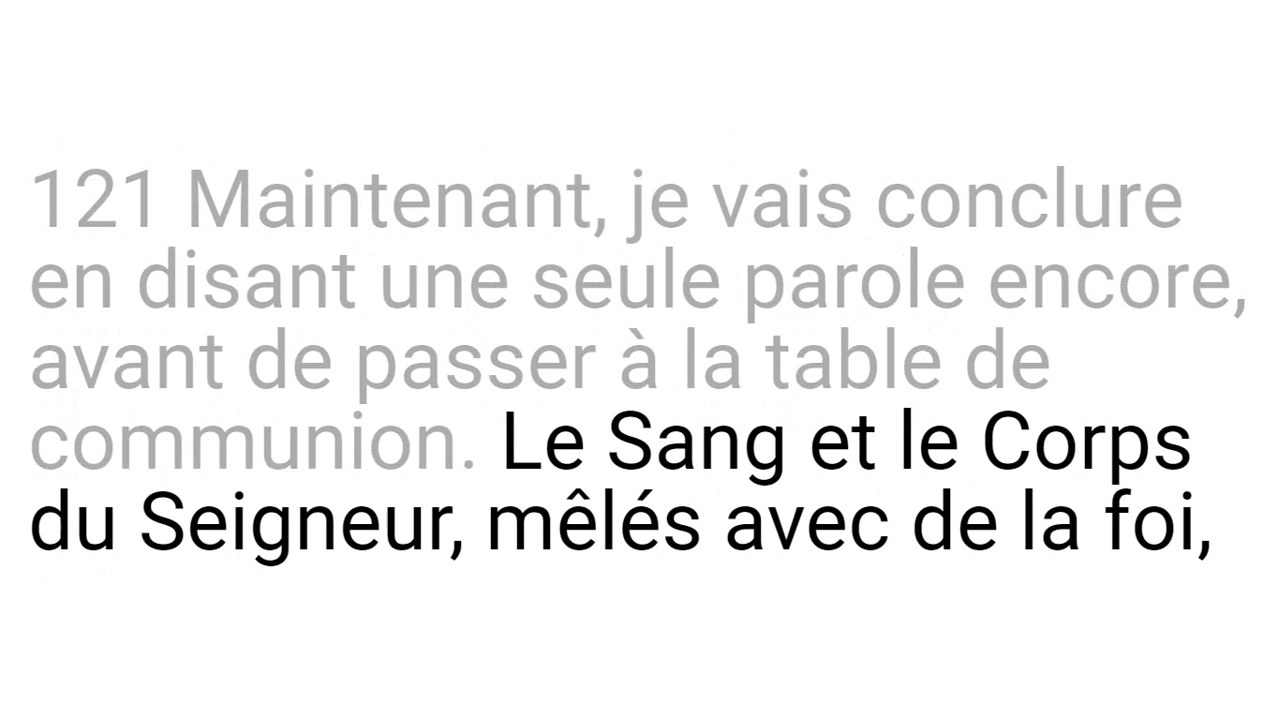 121 Maintenant, je vais conclure
en disant une seule parole encore,
avant de passer à la table de
communion. Le Sang et le Corps
du Seigneur, mêlés avec de la foi,